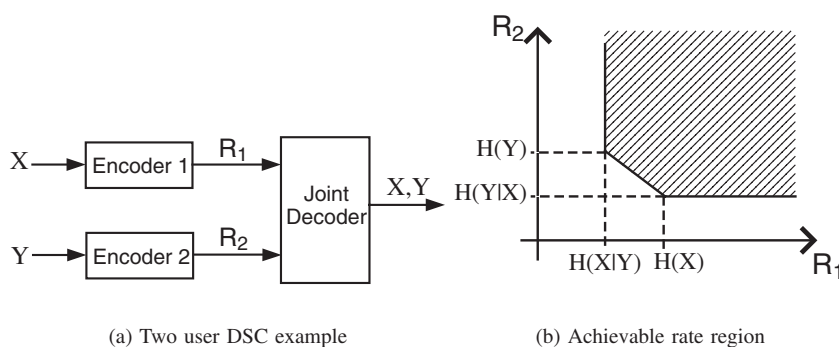 X
Encoder 1
R1
Y
Encoder 2
R2
Joint
Decoder
X,Y
(a) Two user DSC example
R2
H(Y)
H(Y|X)
H(X|Y)
H(X)
R1
(b) Achievable rate region